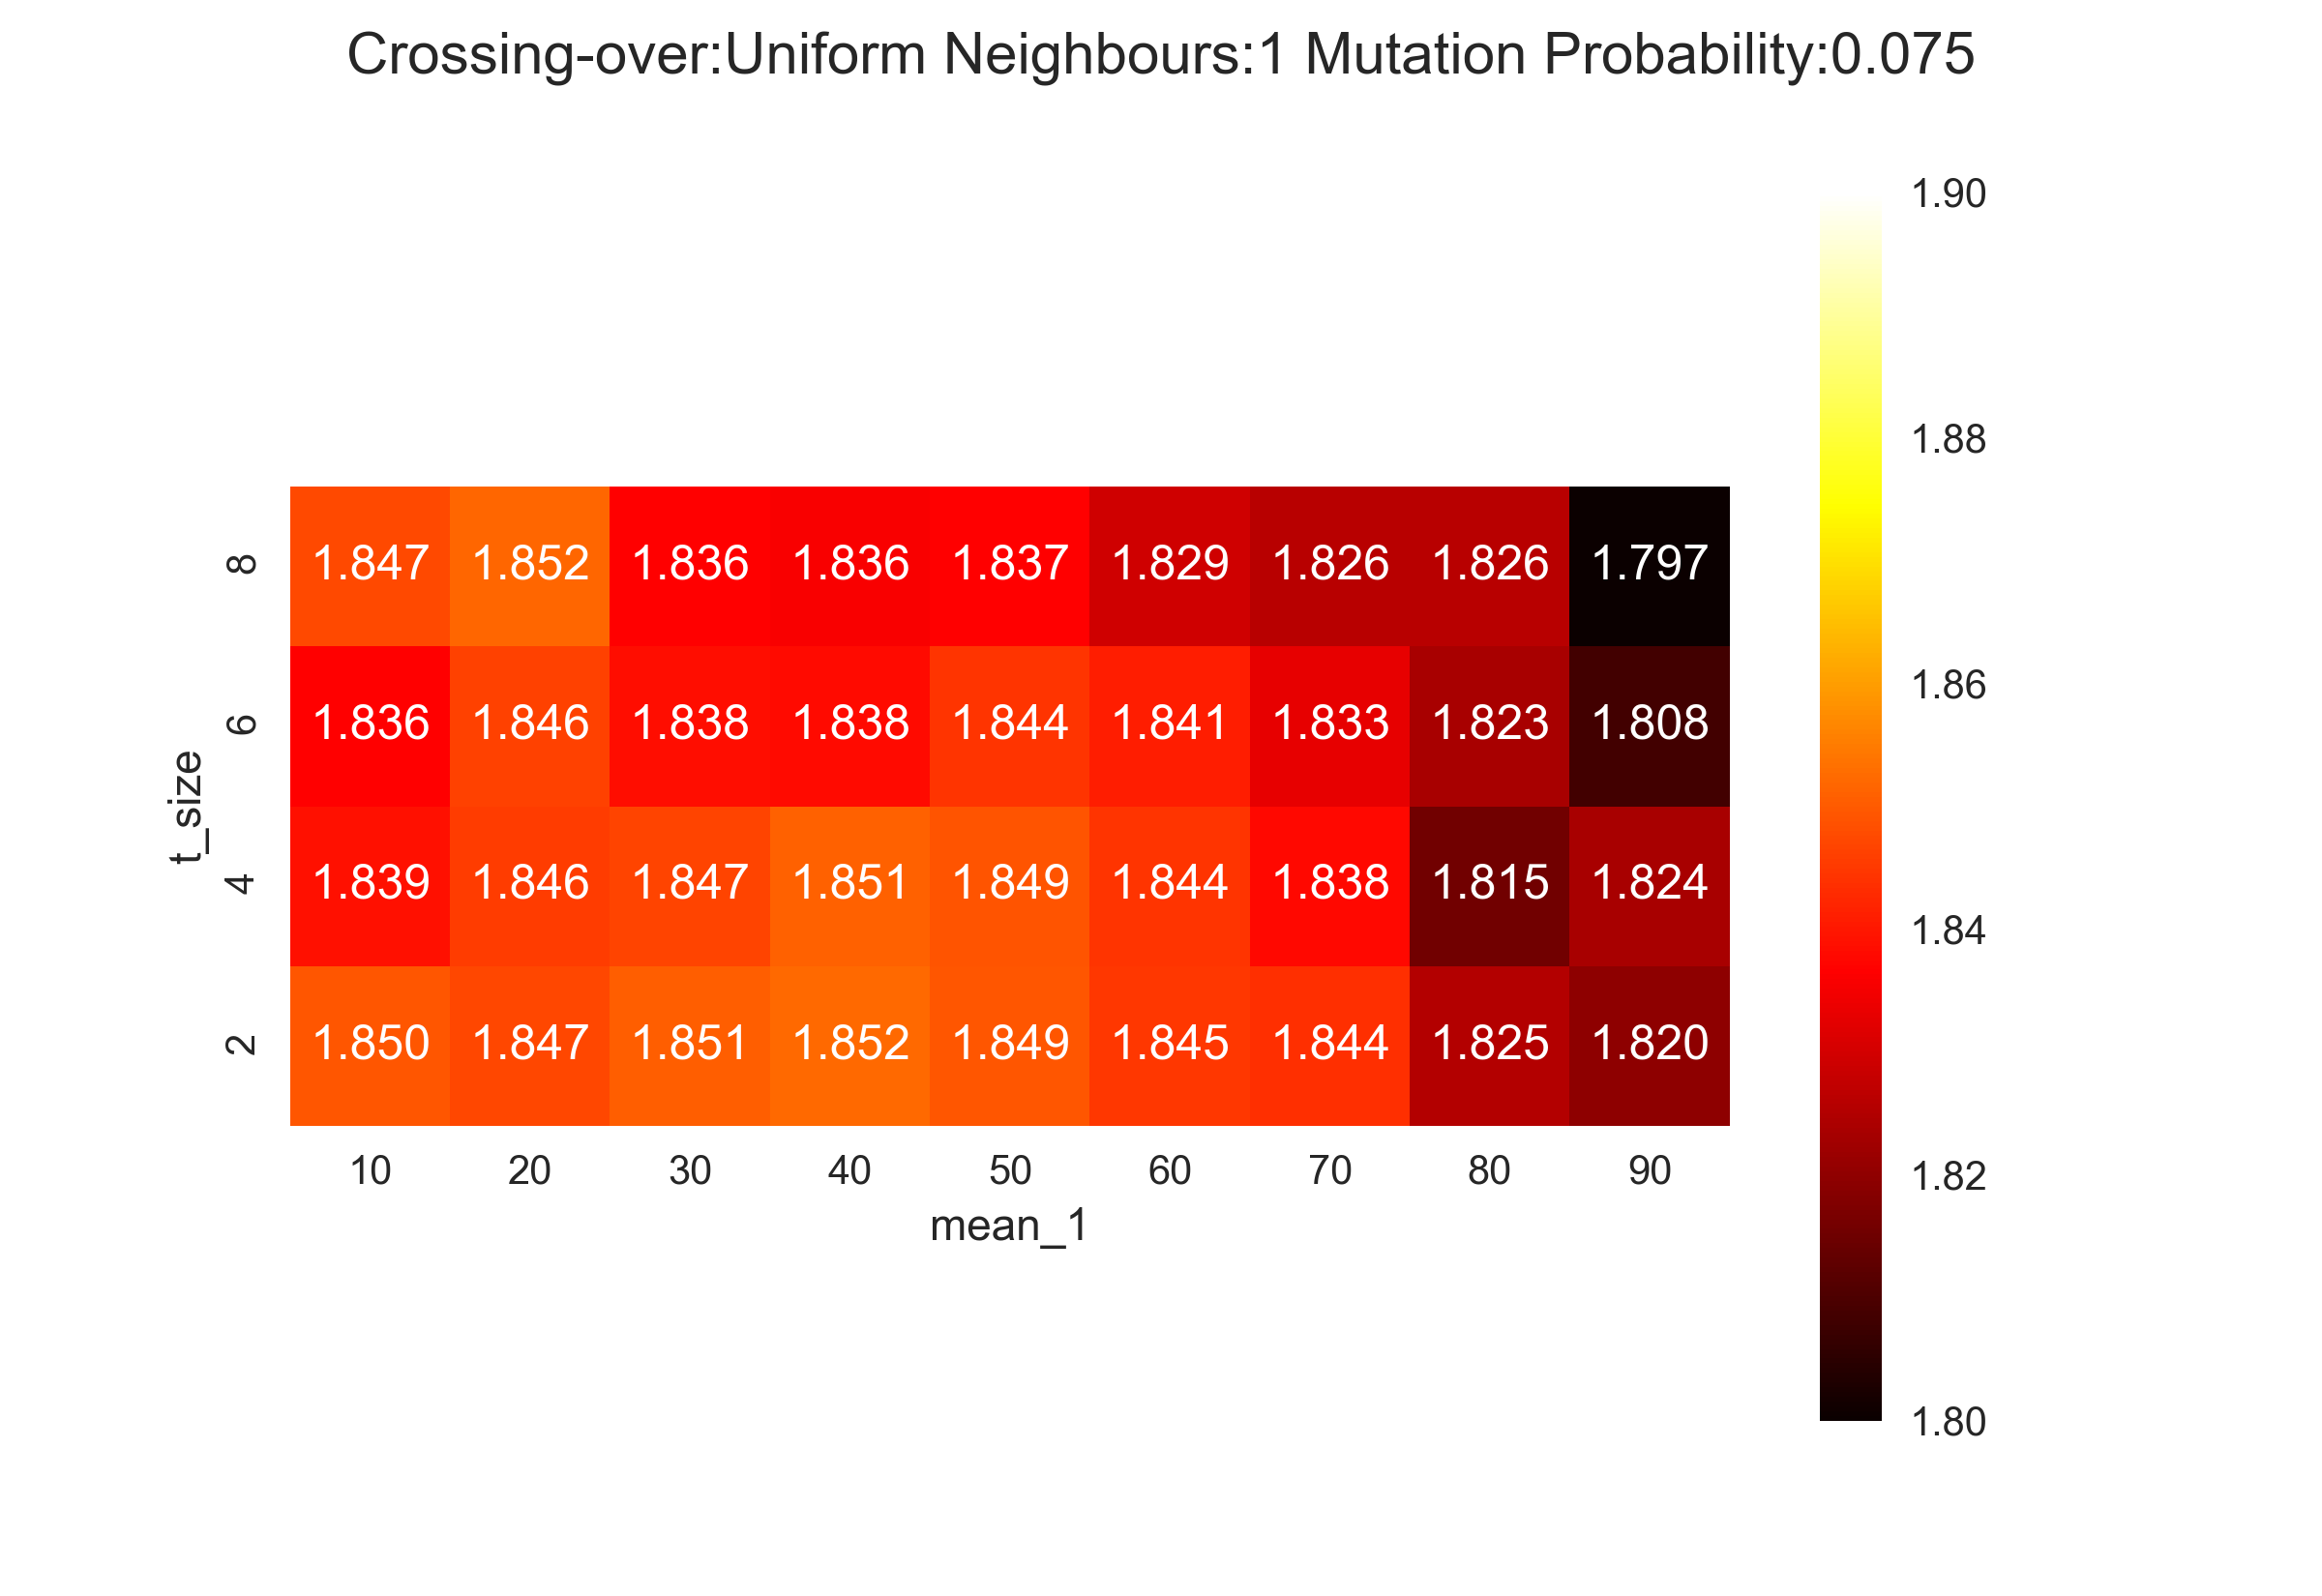 Crossing-over:Uniform Neighbours:1 Mutation Probability:0.075
1.90
1.88
1.86
1.84
1.82
1.80
t_size
8 1.847 1.852 1.836 1.836 1.837 1.829 1.826 1.826 1.797
6 1.836 1.846 1.838 1.838 1.844 1.841 1.833 1.823 1.808
4 1.839 1.846 1.847 1.851 1.849 1.844 1.838 1.815 1.824
2 1.850 1.847 1.851 1.852 1.849 1.845 1.844 1.825 1.820
10 20 30 40 50 60 70 80 90
mean_1